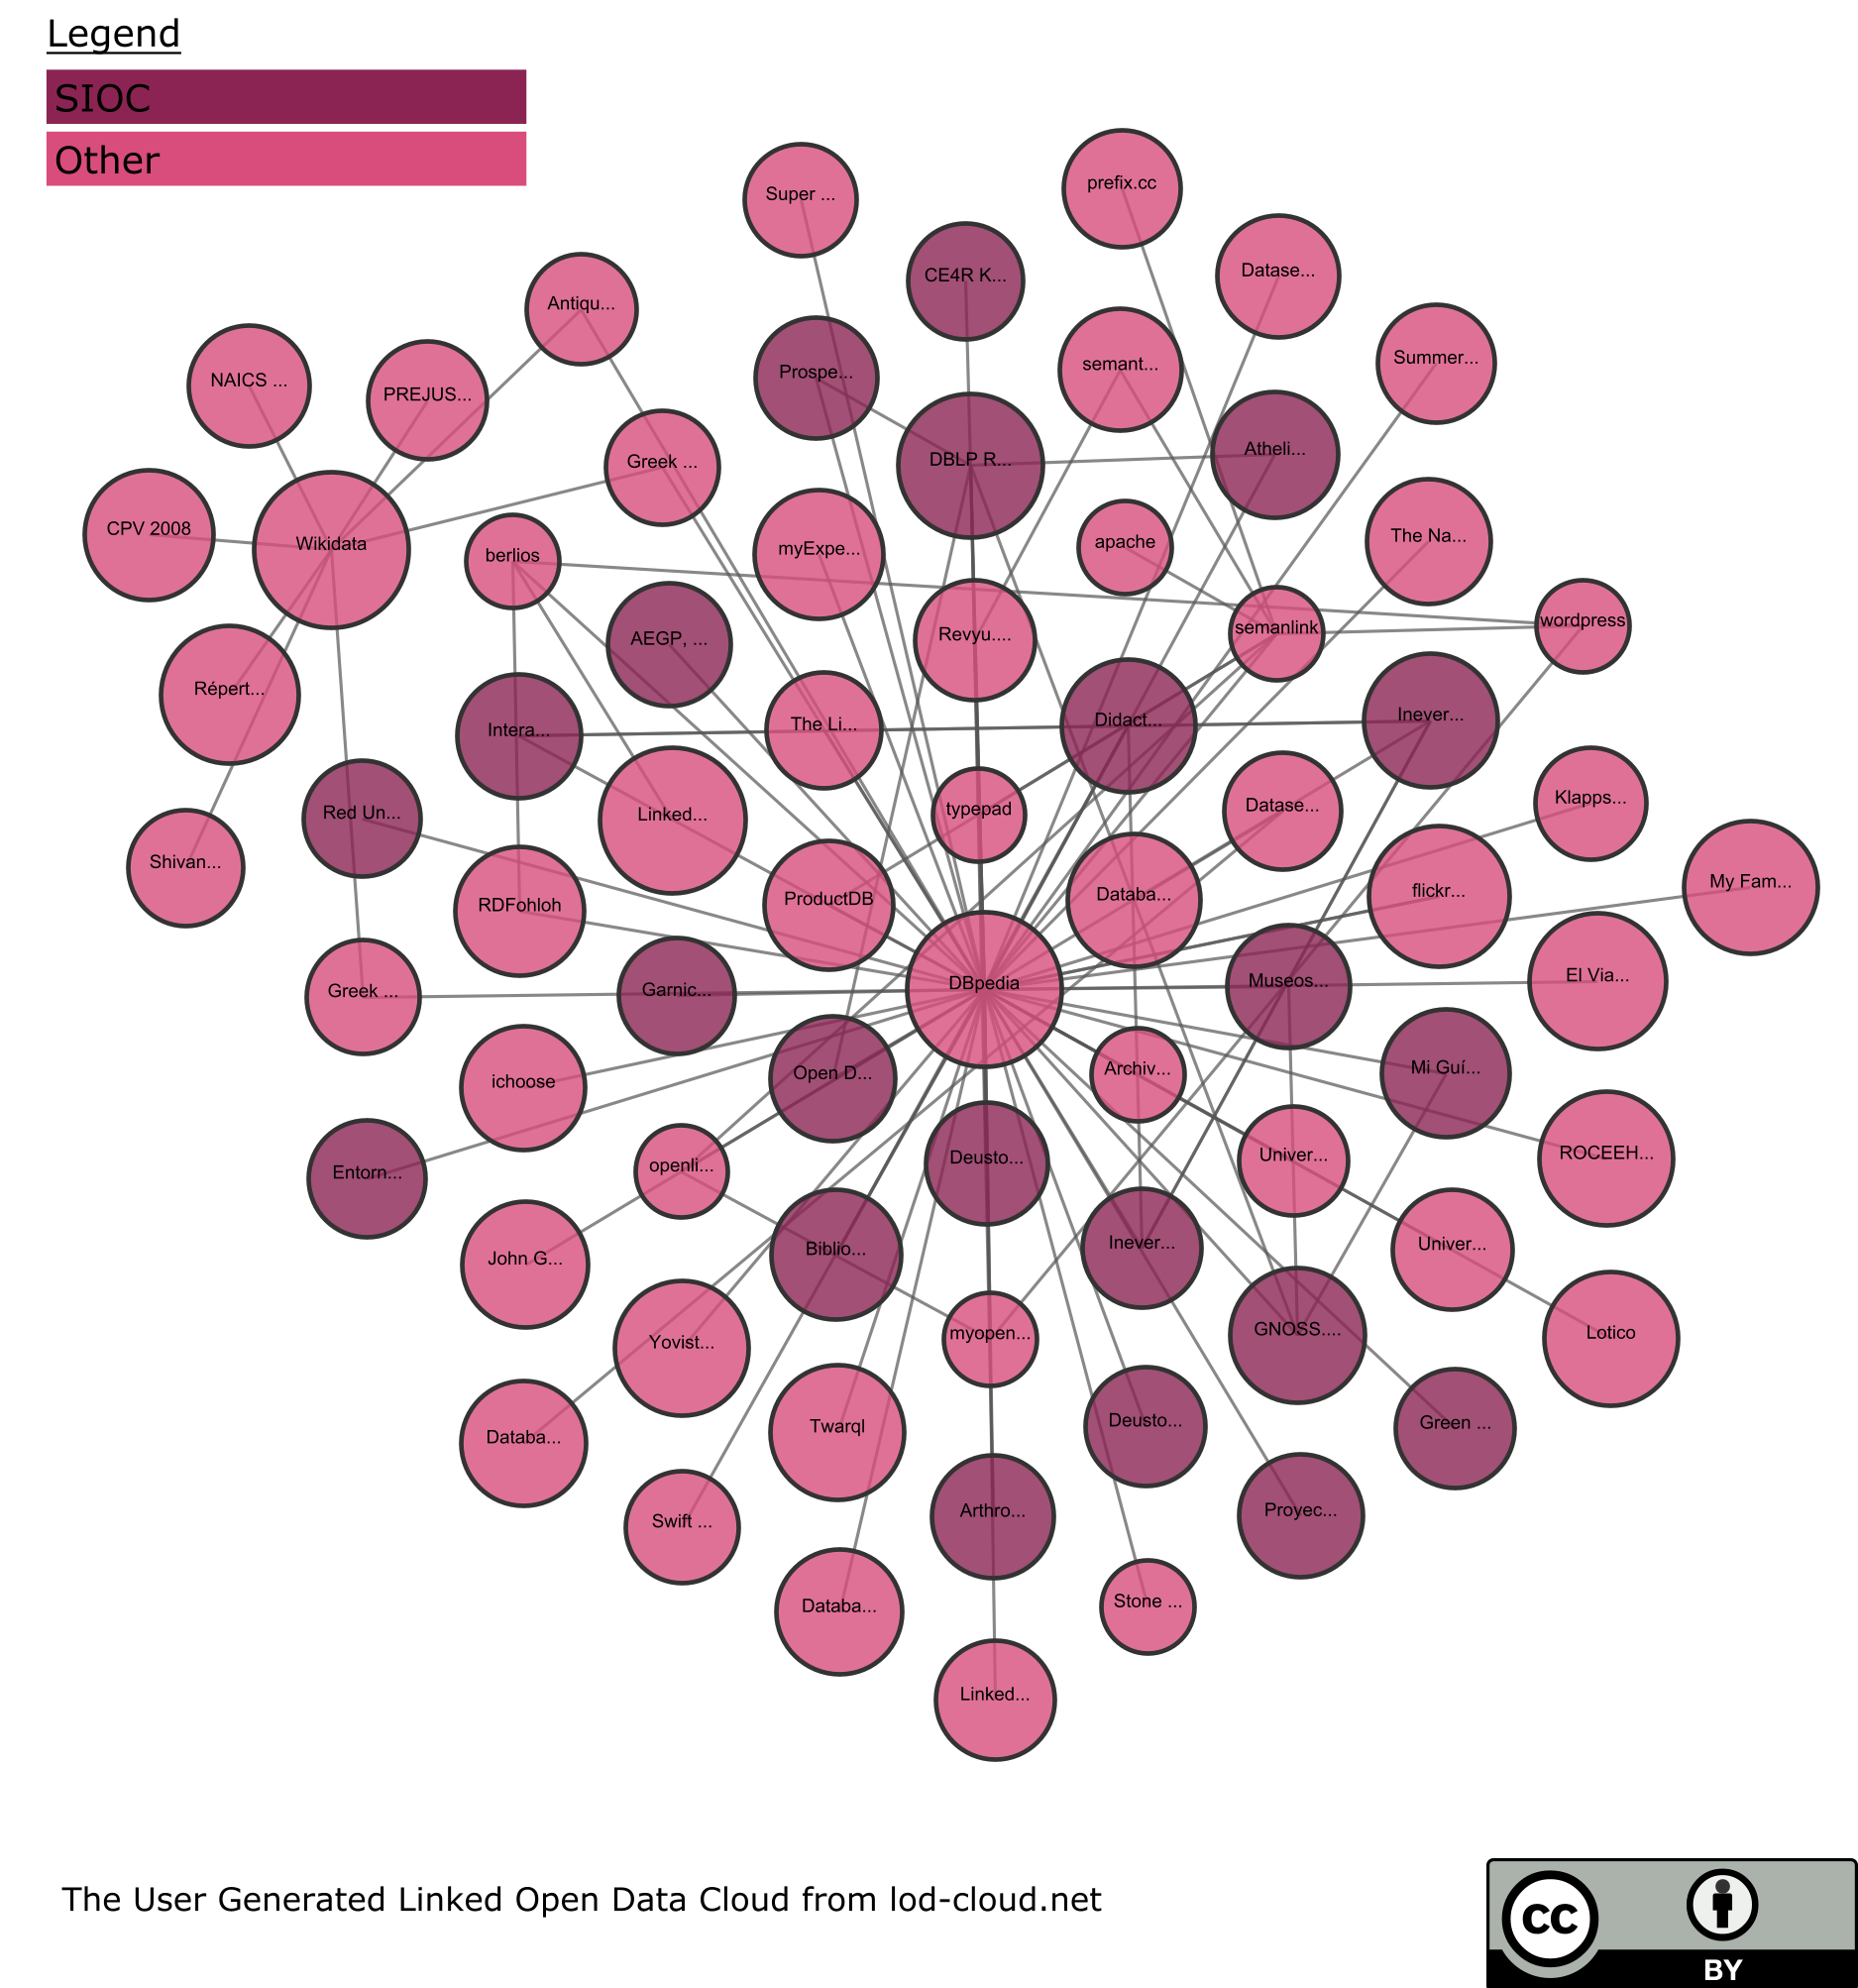 Legend
SIOC
Other
Super ...
prefix.cc
CE4R K...
Datase...
Antiqu...
NAICS ...
PREJUS...
Prospe...
semant...
Summer...
Greek ...
DBLP R...
Atheli...
CPV 2008
Wikidata
berlios
myExpe...
apache
The Na...
AEGP, ...
Revyu....
semanlink
wordpress
Répert...
Intera...
The Li...
Didact...
Inever...
Red Un...
Linked...
typepad
Datase...
Klapps...
Shivan...
RDFohloh
ProductDB
Databa...
flickr...
My Fam...
Greek ...
Garnic...
DBpedia
Museos...
El Via...
ichoose
Open D...
Archiv...
Mi Guí...
Entorn...
openli...
Deusto...
Univer...
ROCEEH...
John G...
Biblio...
Inever...
Univer...
Yovist...
myopen...
GNOSS....
Lotico
Databa...
Twarql
Deusto...
Green ...
Swift ...
Arthro...
Proyec...
Databa...
Stone ...
Linked...
The User Generated Linked Open Data Cloud from lod-cloud.net
cc
BY